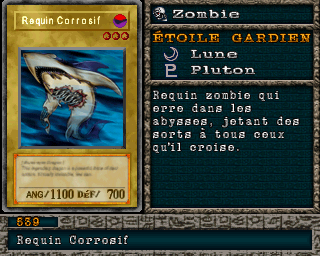 Requin Corrosif
ANG/1100 DÉF/ 700
Zombie
ÉTOILE GARDIEN
Lune
Pluton
Requin zombie qui
erre dans les
abysses, jetant des
sorts à tous ceux
qu'il croise.
539
Requin Corrosif